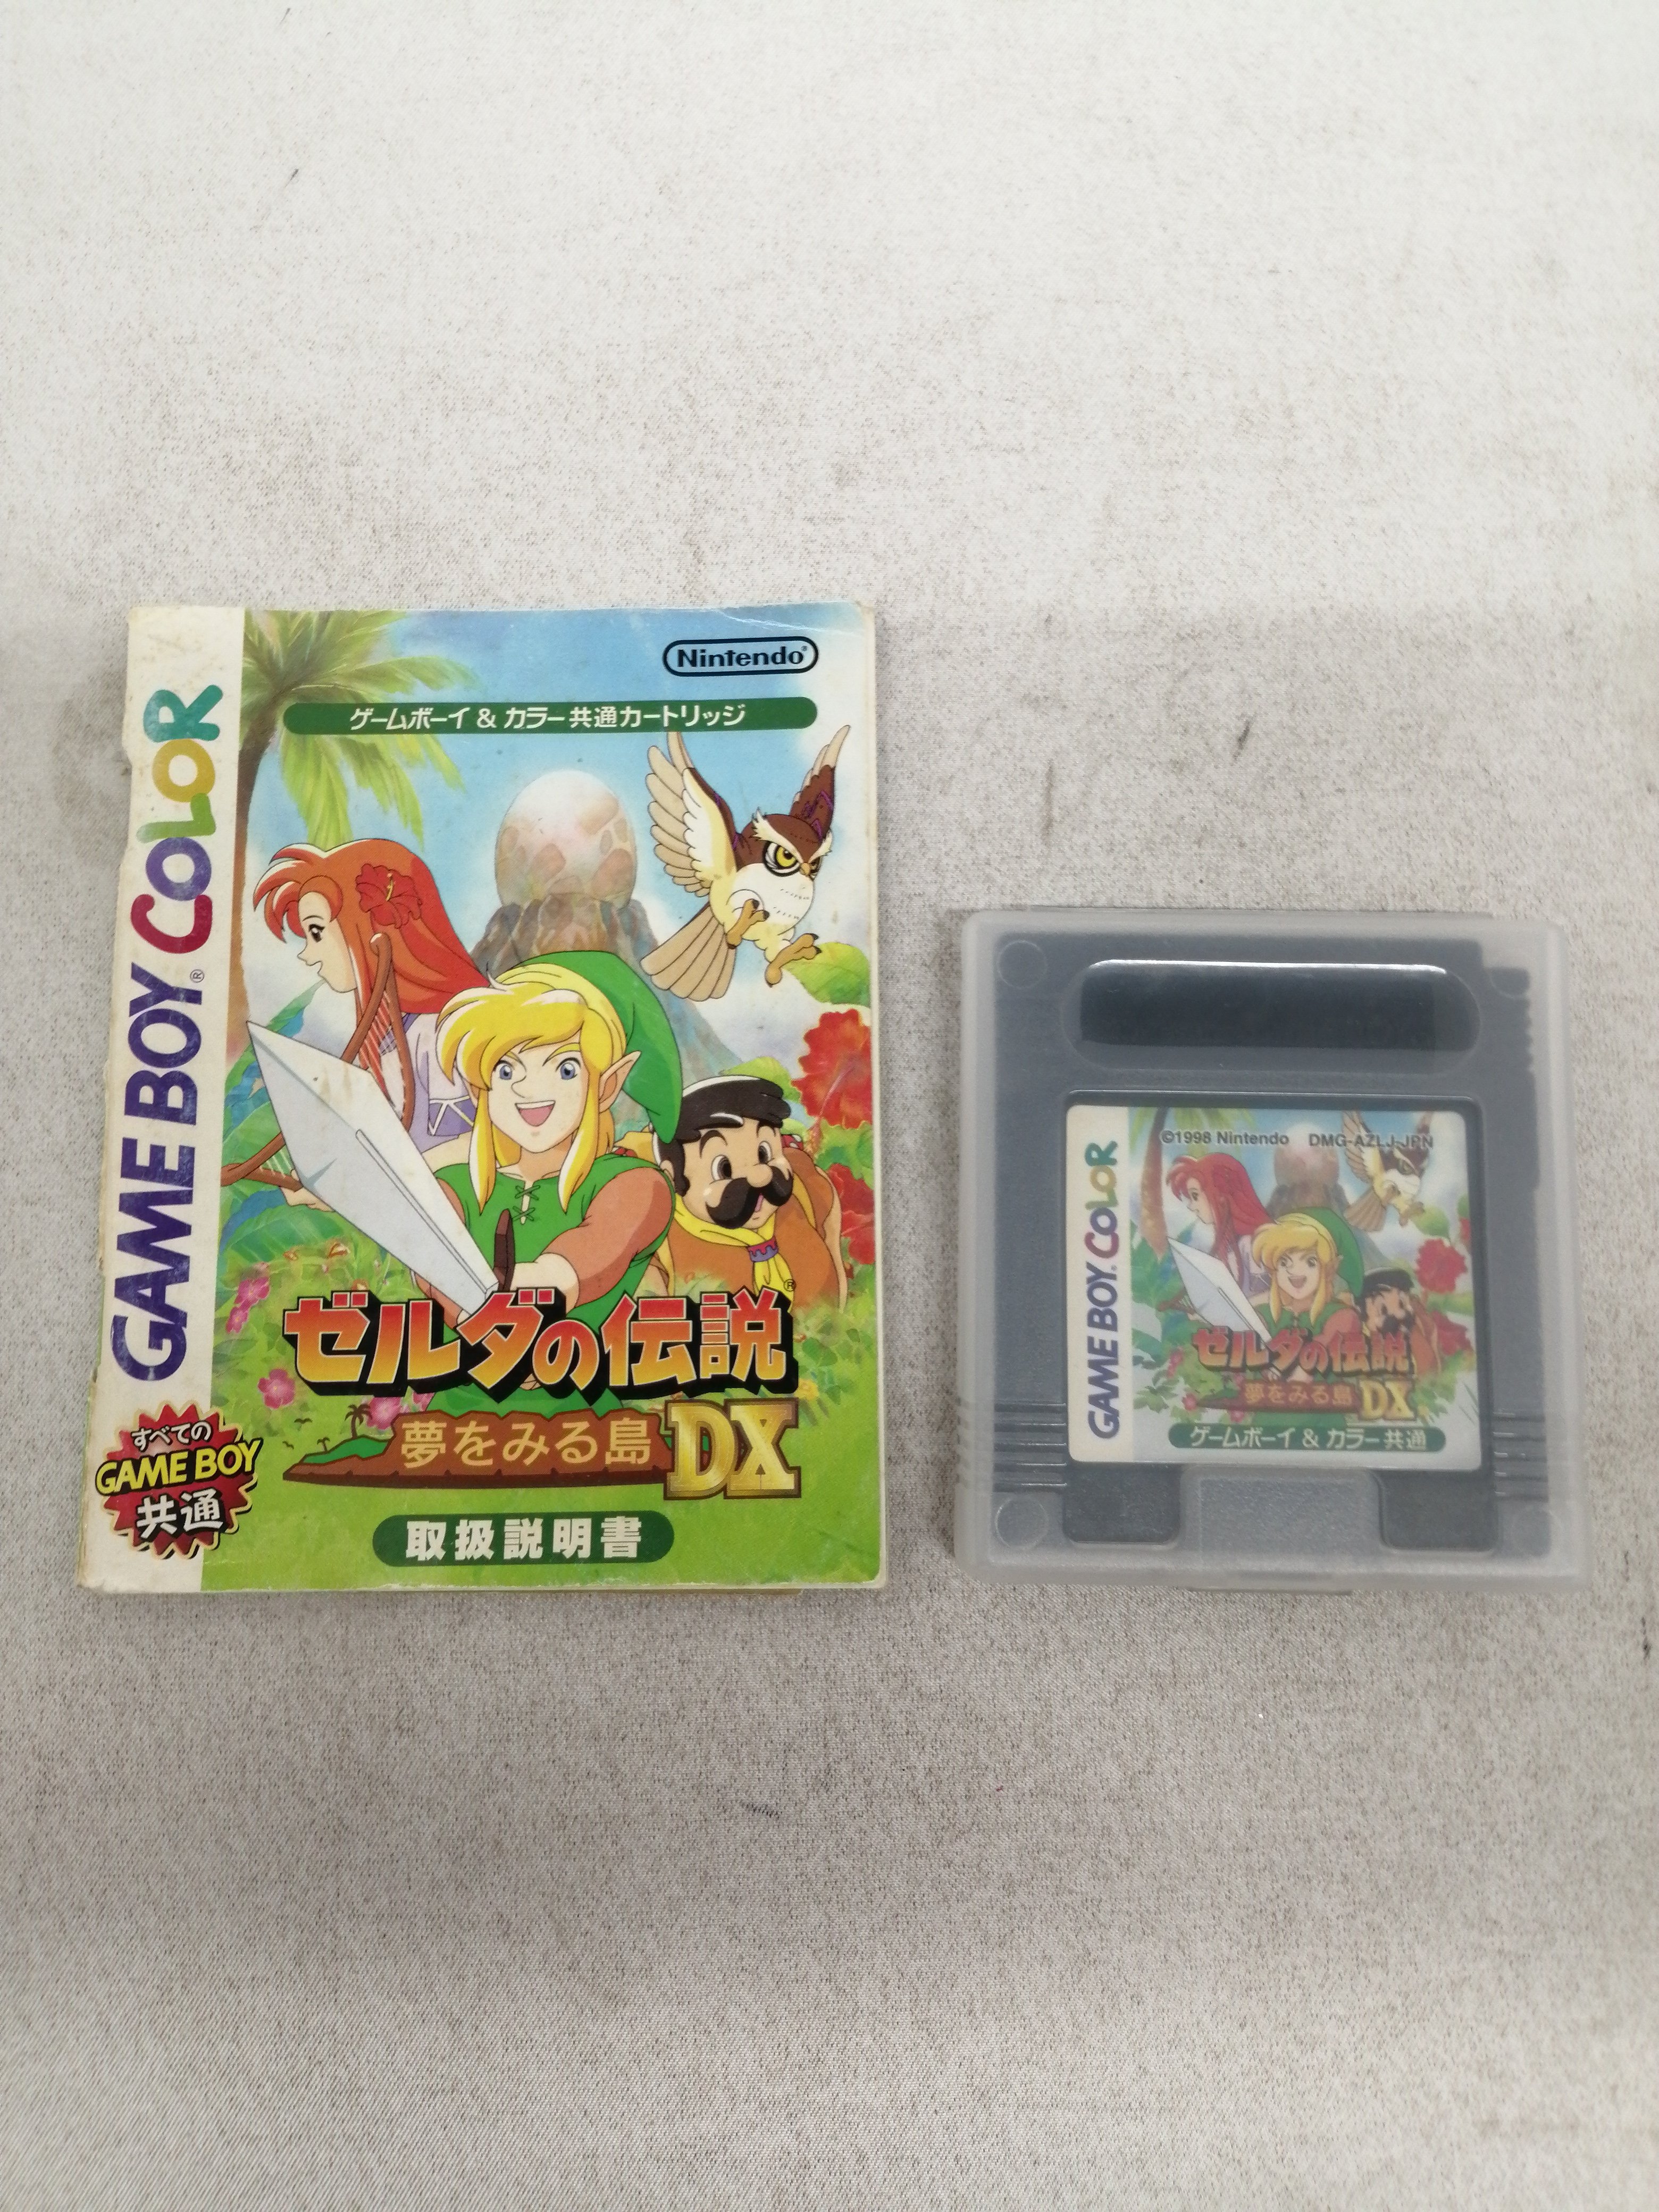 Nintendo®
ゲームボーイ & カラー共通カートリッジ
GAME BOY® COLOR
ゼルダの伝説®
夢をみる島DX
すべての
GAME BOY
共通
取扱説明書
©1998 Nintendo DMG-AZLJ-JPN
GAME BOY COLOR
ゼルダの伝説
夢をみる島DX
ゲームボーイ & カラー共通